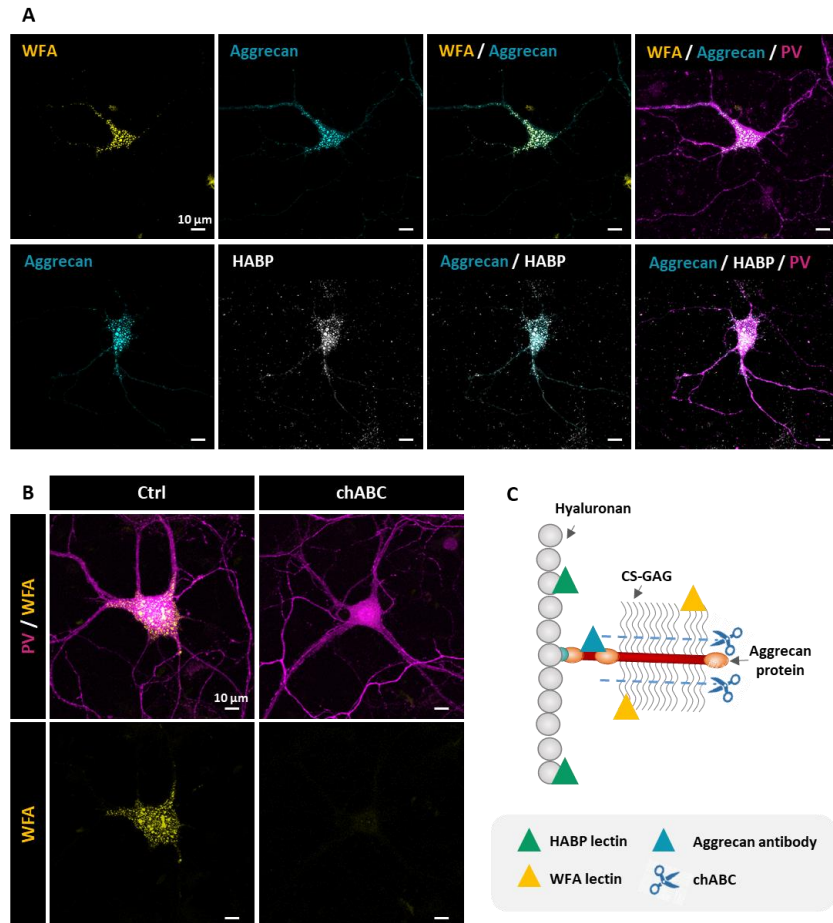 A
WFA
Aggrecan
WFA / Aggrecan
WFA / Aggrecan / PV
10 µm
Aggrecan
HABP
Aggrecan / HABP
Aggrecan / HABP / PV
B
Ctrl
chABC
PV / WFA
10 µm
WFA
C
Hyaluronan
CS-GAG
Aggrecan
protein
HABP lectin
Aggrecan antibody
WFA lectin
chABC